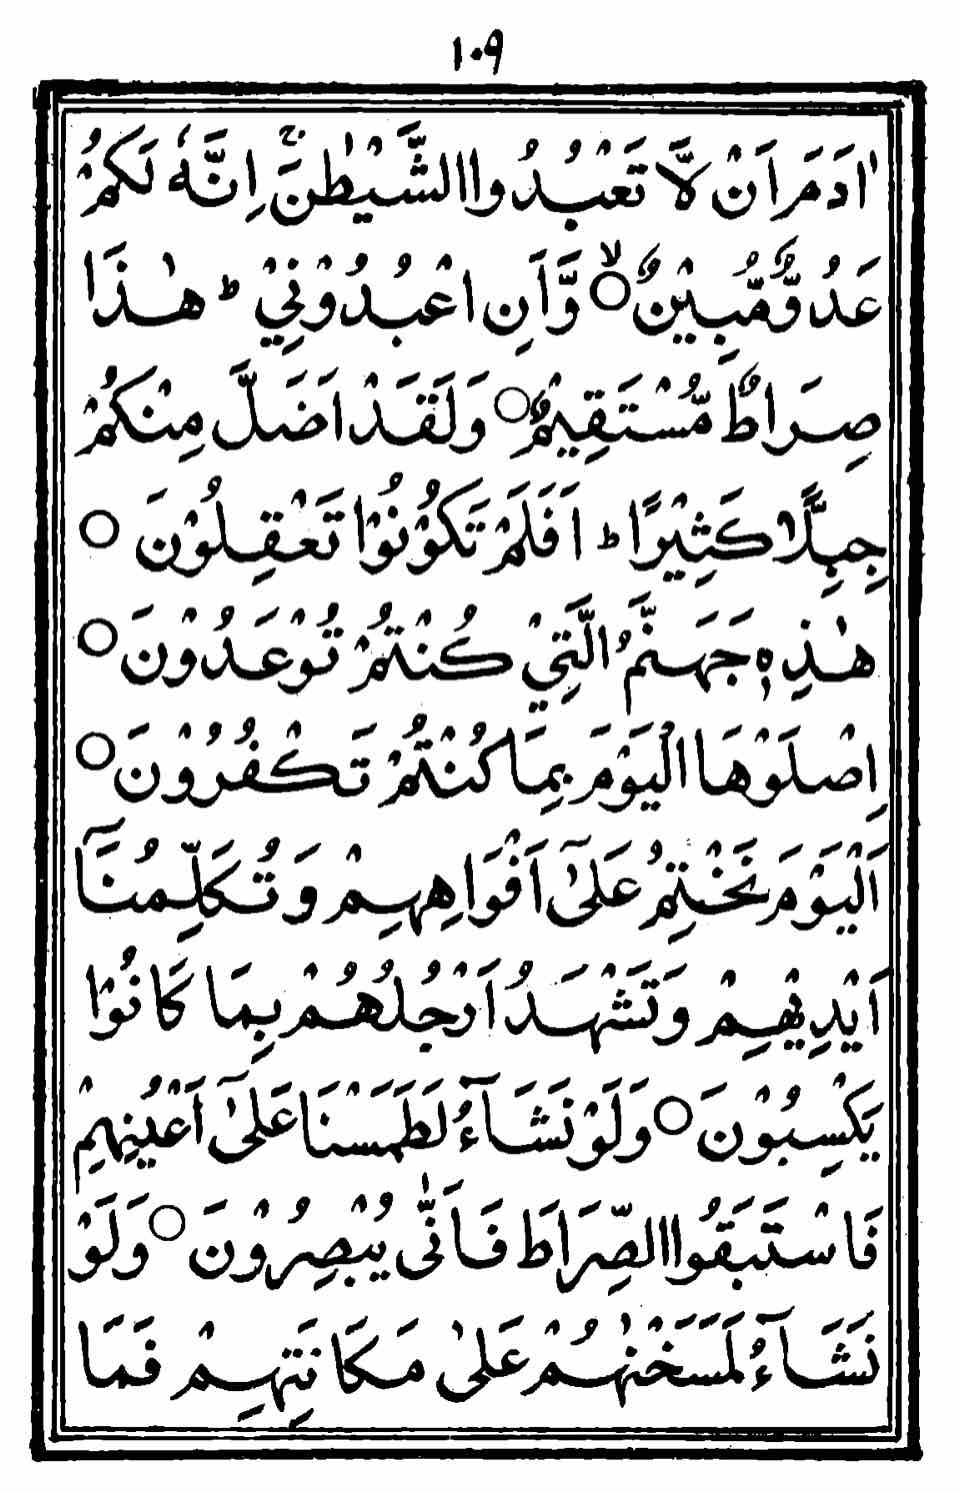 ١٠٩
اٰدَمَ اَنْ لَّا تَعْبُدُوا الشَّيْطٰنَ ۚ اِنَّهٗ لَكُمْ
عَدُوٌّ مُّبِيْنٌ ۙ○ وَّاَنِ اعْبُدُوْنِيْ ؕ هٰذَا
صِرَاطٌ مُّسْتَقِيْمٌ ○ وَلَقَدْ اَضَلَّ مِنْكُمْ
جِبِلًّا كَثِيْرًا ؕ اَفَلَمْ تَكُوْنُوْا تَعْقِلُوْنَ ○
هٰذِهٖ جَهَنَّمُ الَّتِيْ كُنْتُمْ تُوْعَدُوْنَ ○
اِصْلَوْهَا الْيَوْمَ بِمَا كُنْتُمْ تَكْفُرُوْنَ ○
اَلْيَوْمَ نَخْتِمُ عَلٰۤى اَفْوَاهِهِمْ وَتُكَلِّمُنَاۤ
اَيْدِيْهِمْ وَتَشْهَدُ اَرْجُلُهُمْ بِمَا كَانُوْا
يَكْسِبُوْنَ ○ وَلَوْ نَشَآءُ لَطَمَسْنَا عَلٰۤى اَعْيُنِهِمْ
فَاسْتَبَقُوا الصِّرَاطَ فَاَنّٰى يُبْصِرُوْنَ ○ وَلَوْ
نَشَآءُ لَمَسَخْنٰهُمْ عَلٰى مَكَانَتِهِمْ فَمَا